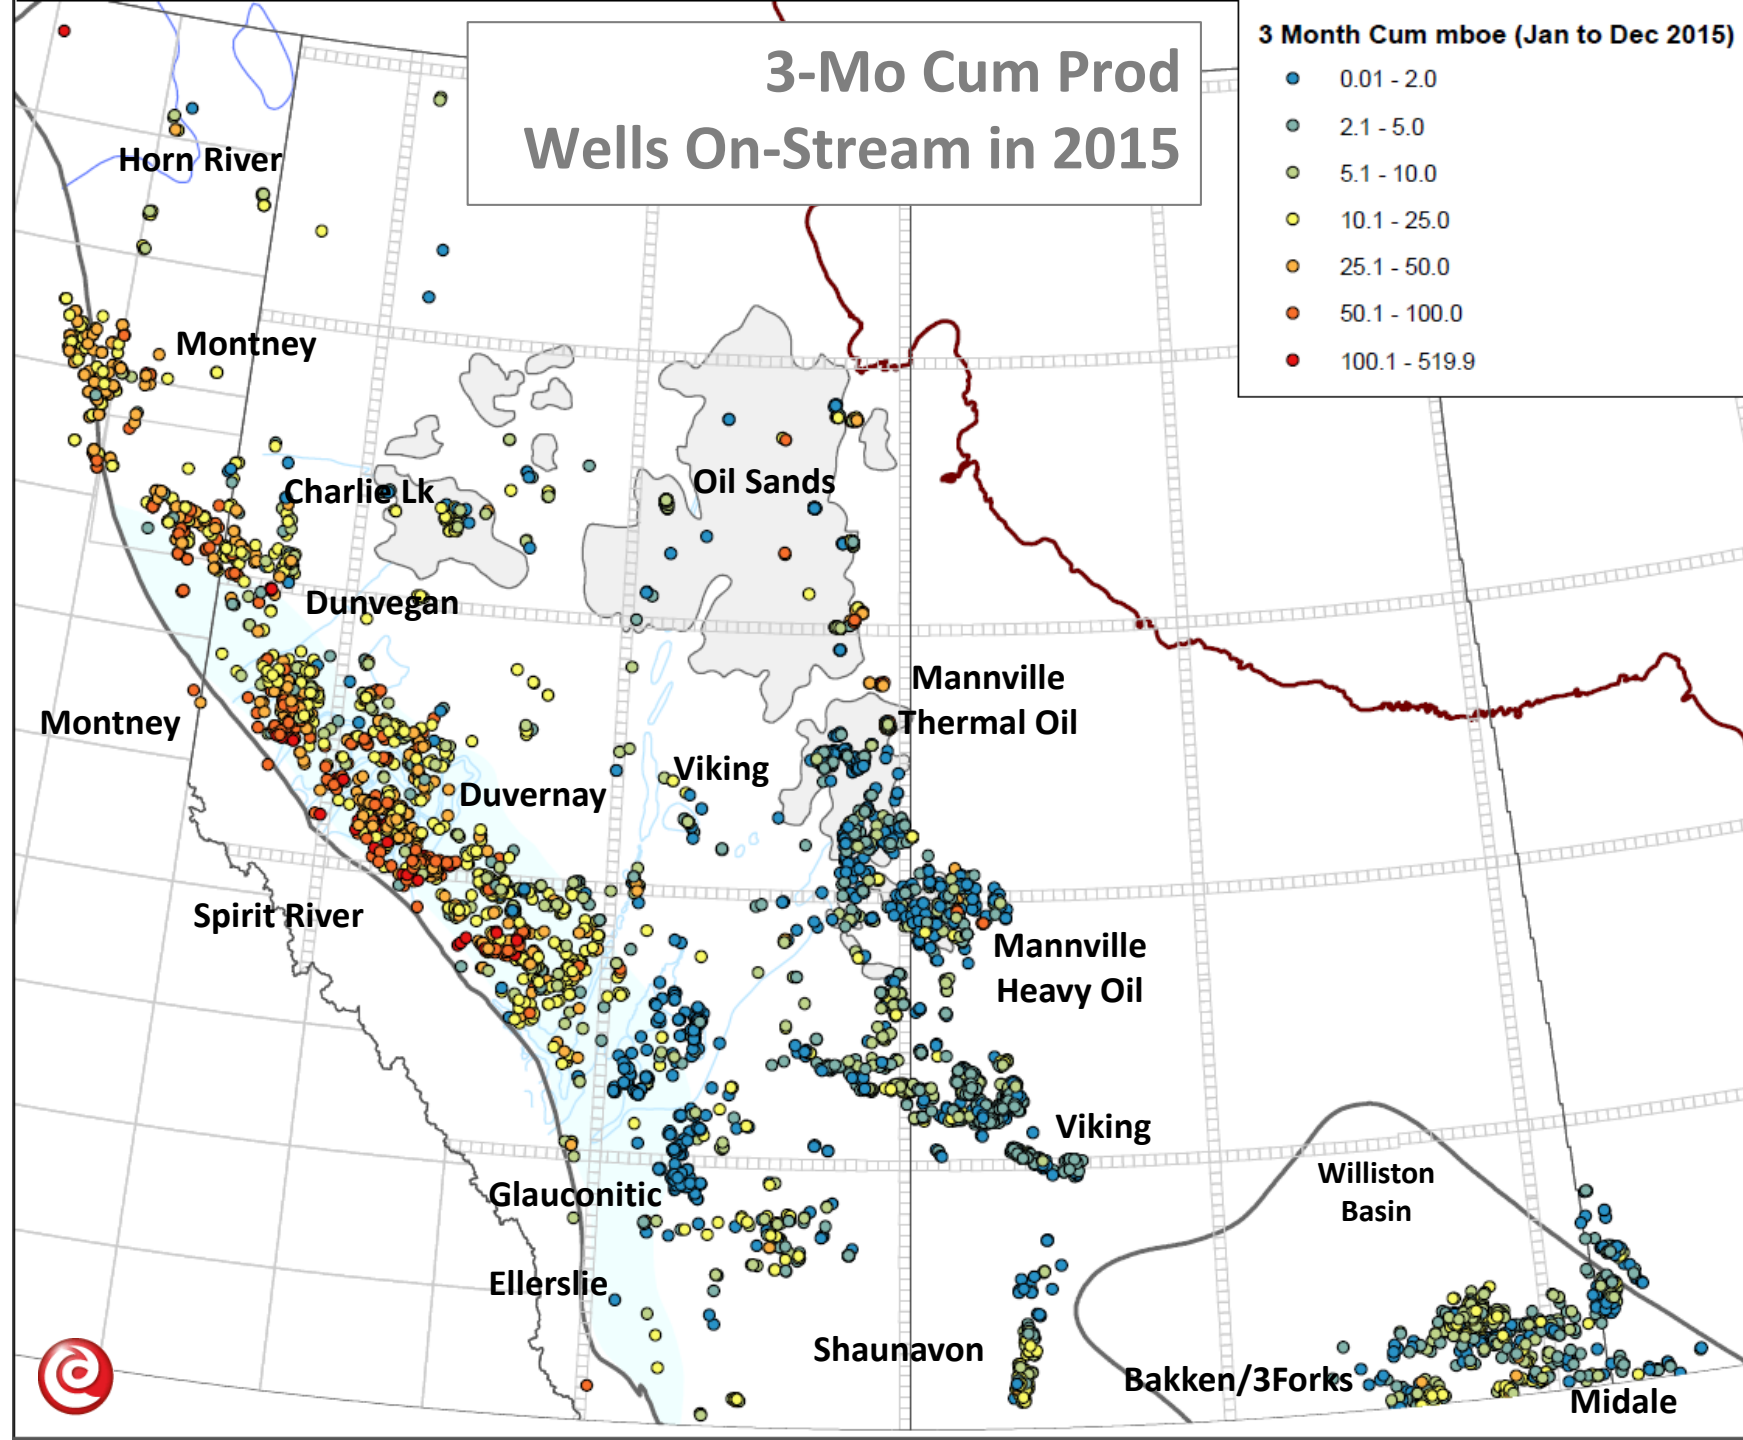 3-Mo Cum Prod
Wells On-Stream in 2015
3 Month Cum mboe (Jan to Dec 2015)
0.01 - 2.0
2.1 - 5.0
5.1 - 10.0
10.1 - 25.0
25.1 - 50.0
50.1 - 100.0
100.1 - 519.9
Horn River
Montney
Charlie Lk
Oil Sands
Dunvegan
Mannville
Thermal Oil
Montney
Viking
Duvernay
Spirit River
Mannville
Heavy Oil
Viking
Williston
Basin
Glauconitic
Ellerslie
Shaunavon
Bakken/3Forks
Midale